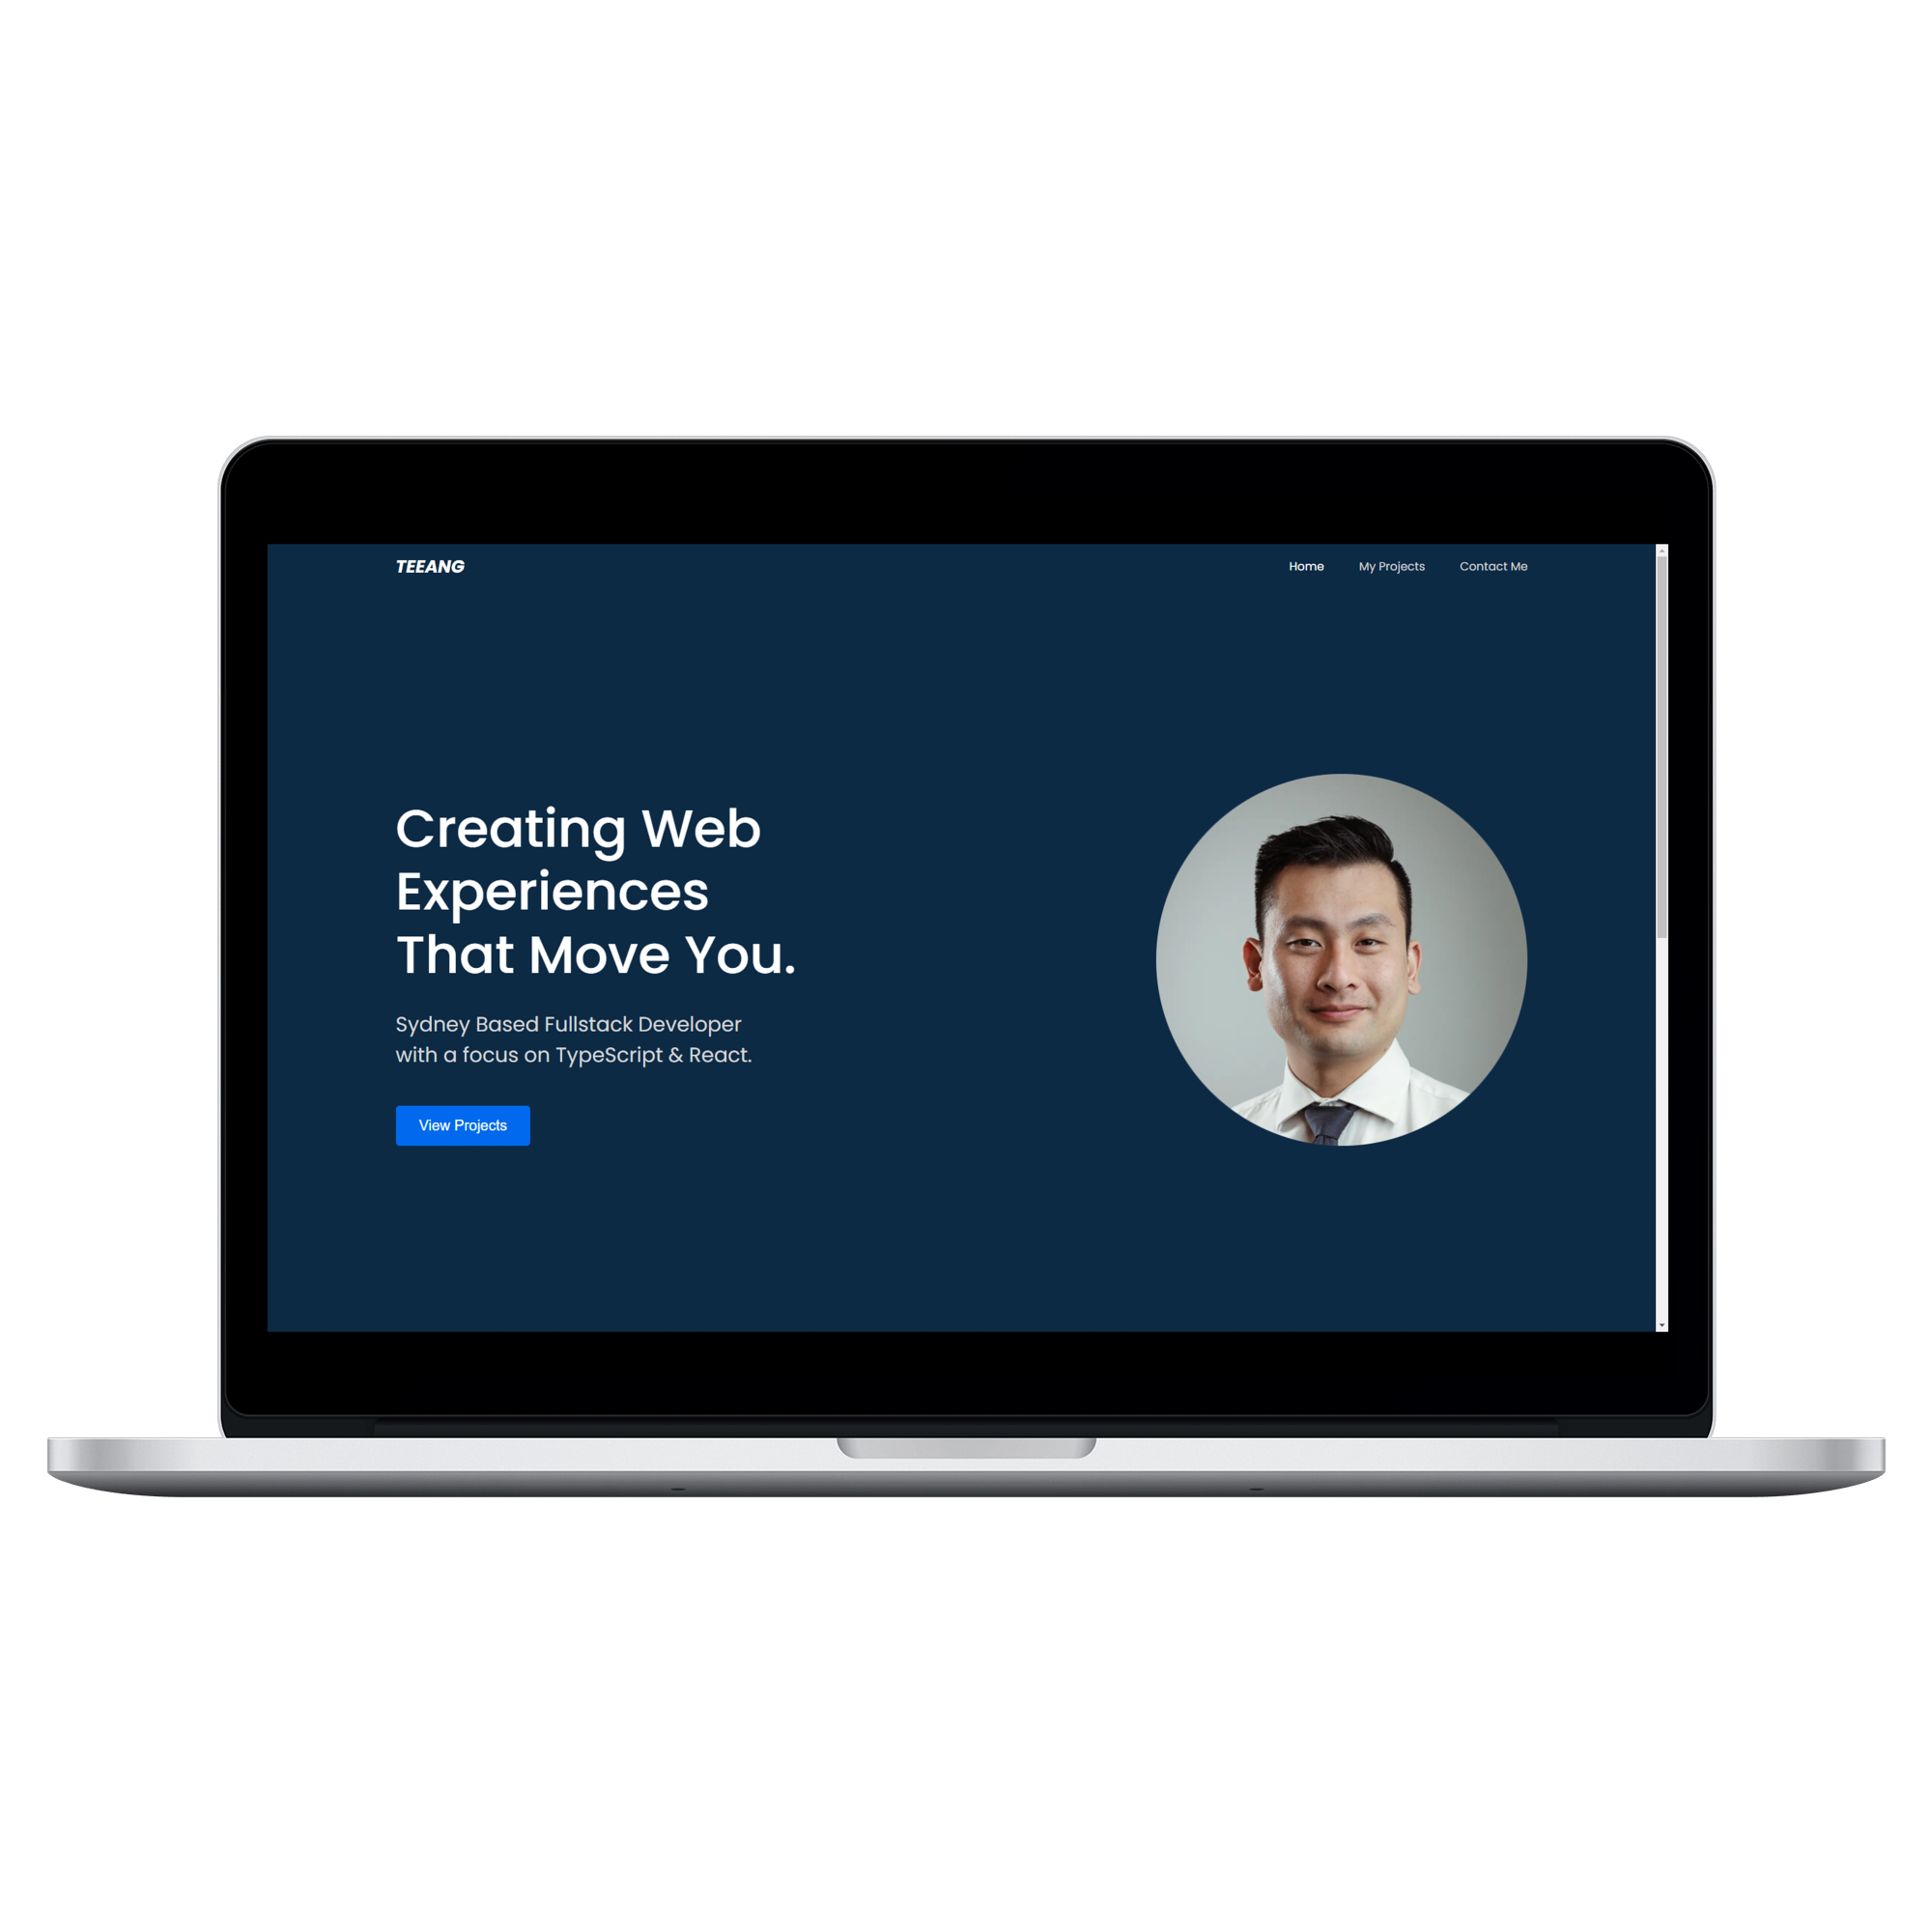 TEEANG
Home
My Projects
Contact Me
Creating Web
Experiences
That Move You.
Sydney Based Fullstack Developer
with a focus on TypeScript & React.
View Projects